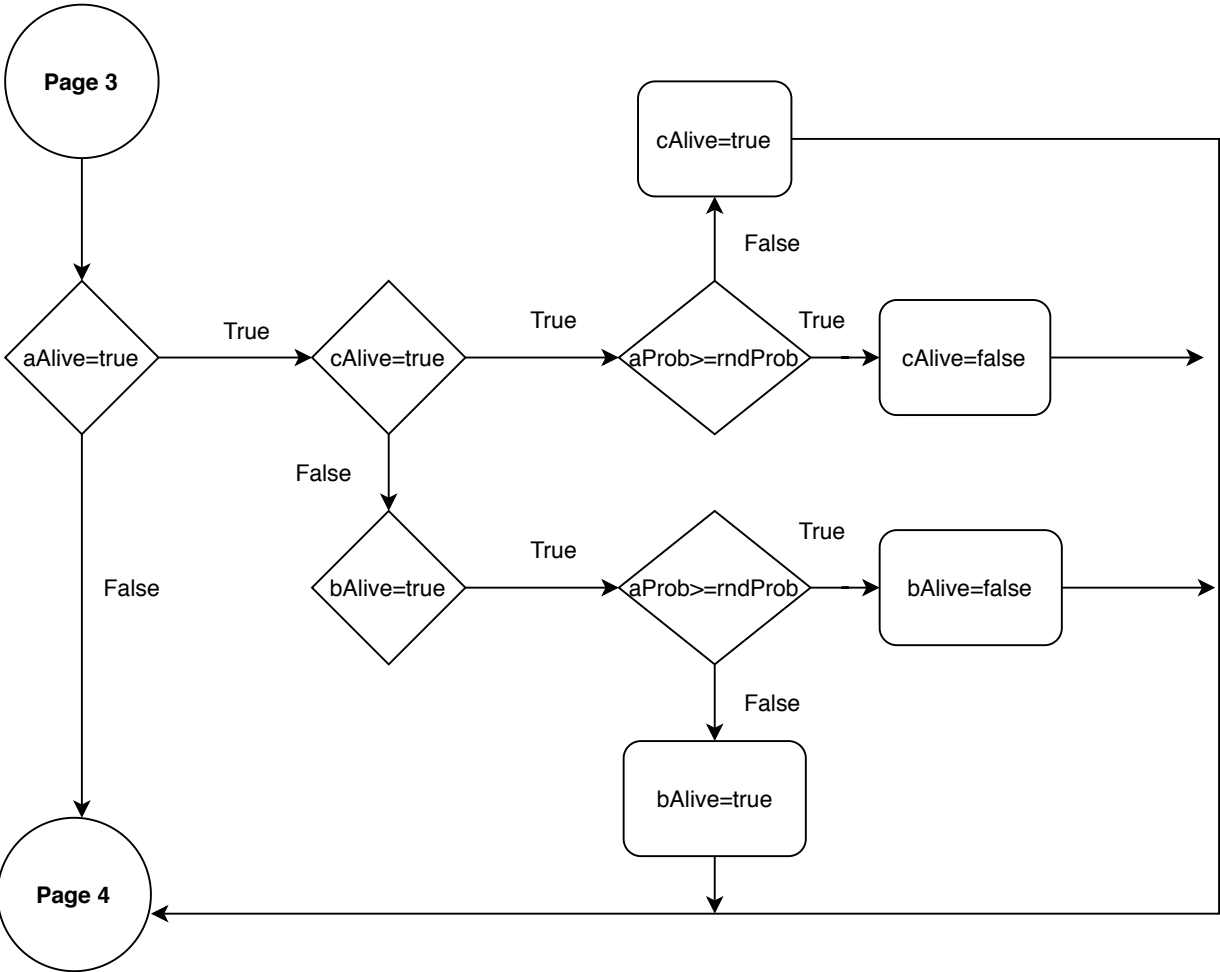 Page 3
cAlive=true
False
True
True
True
aAlive=true
cAlive=true
aProb>=rndProb
cAlive=false
False
True
True
False
bAlive=true
aProb>=rndProb
bAlive=false
False
bAlive=true
Page 4